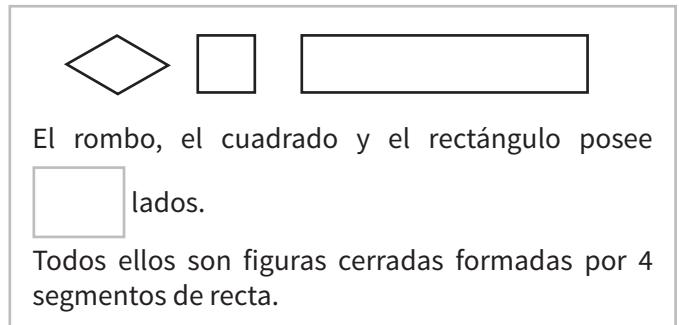 El rombo, el cuadrado y el rectángulo posee
lados.
Todos ellos son figuras cerradas formadas por 4
segmentos de recta.